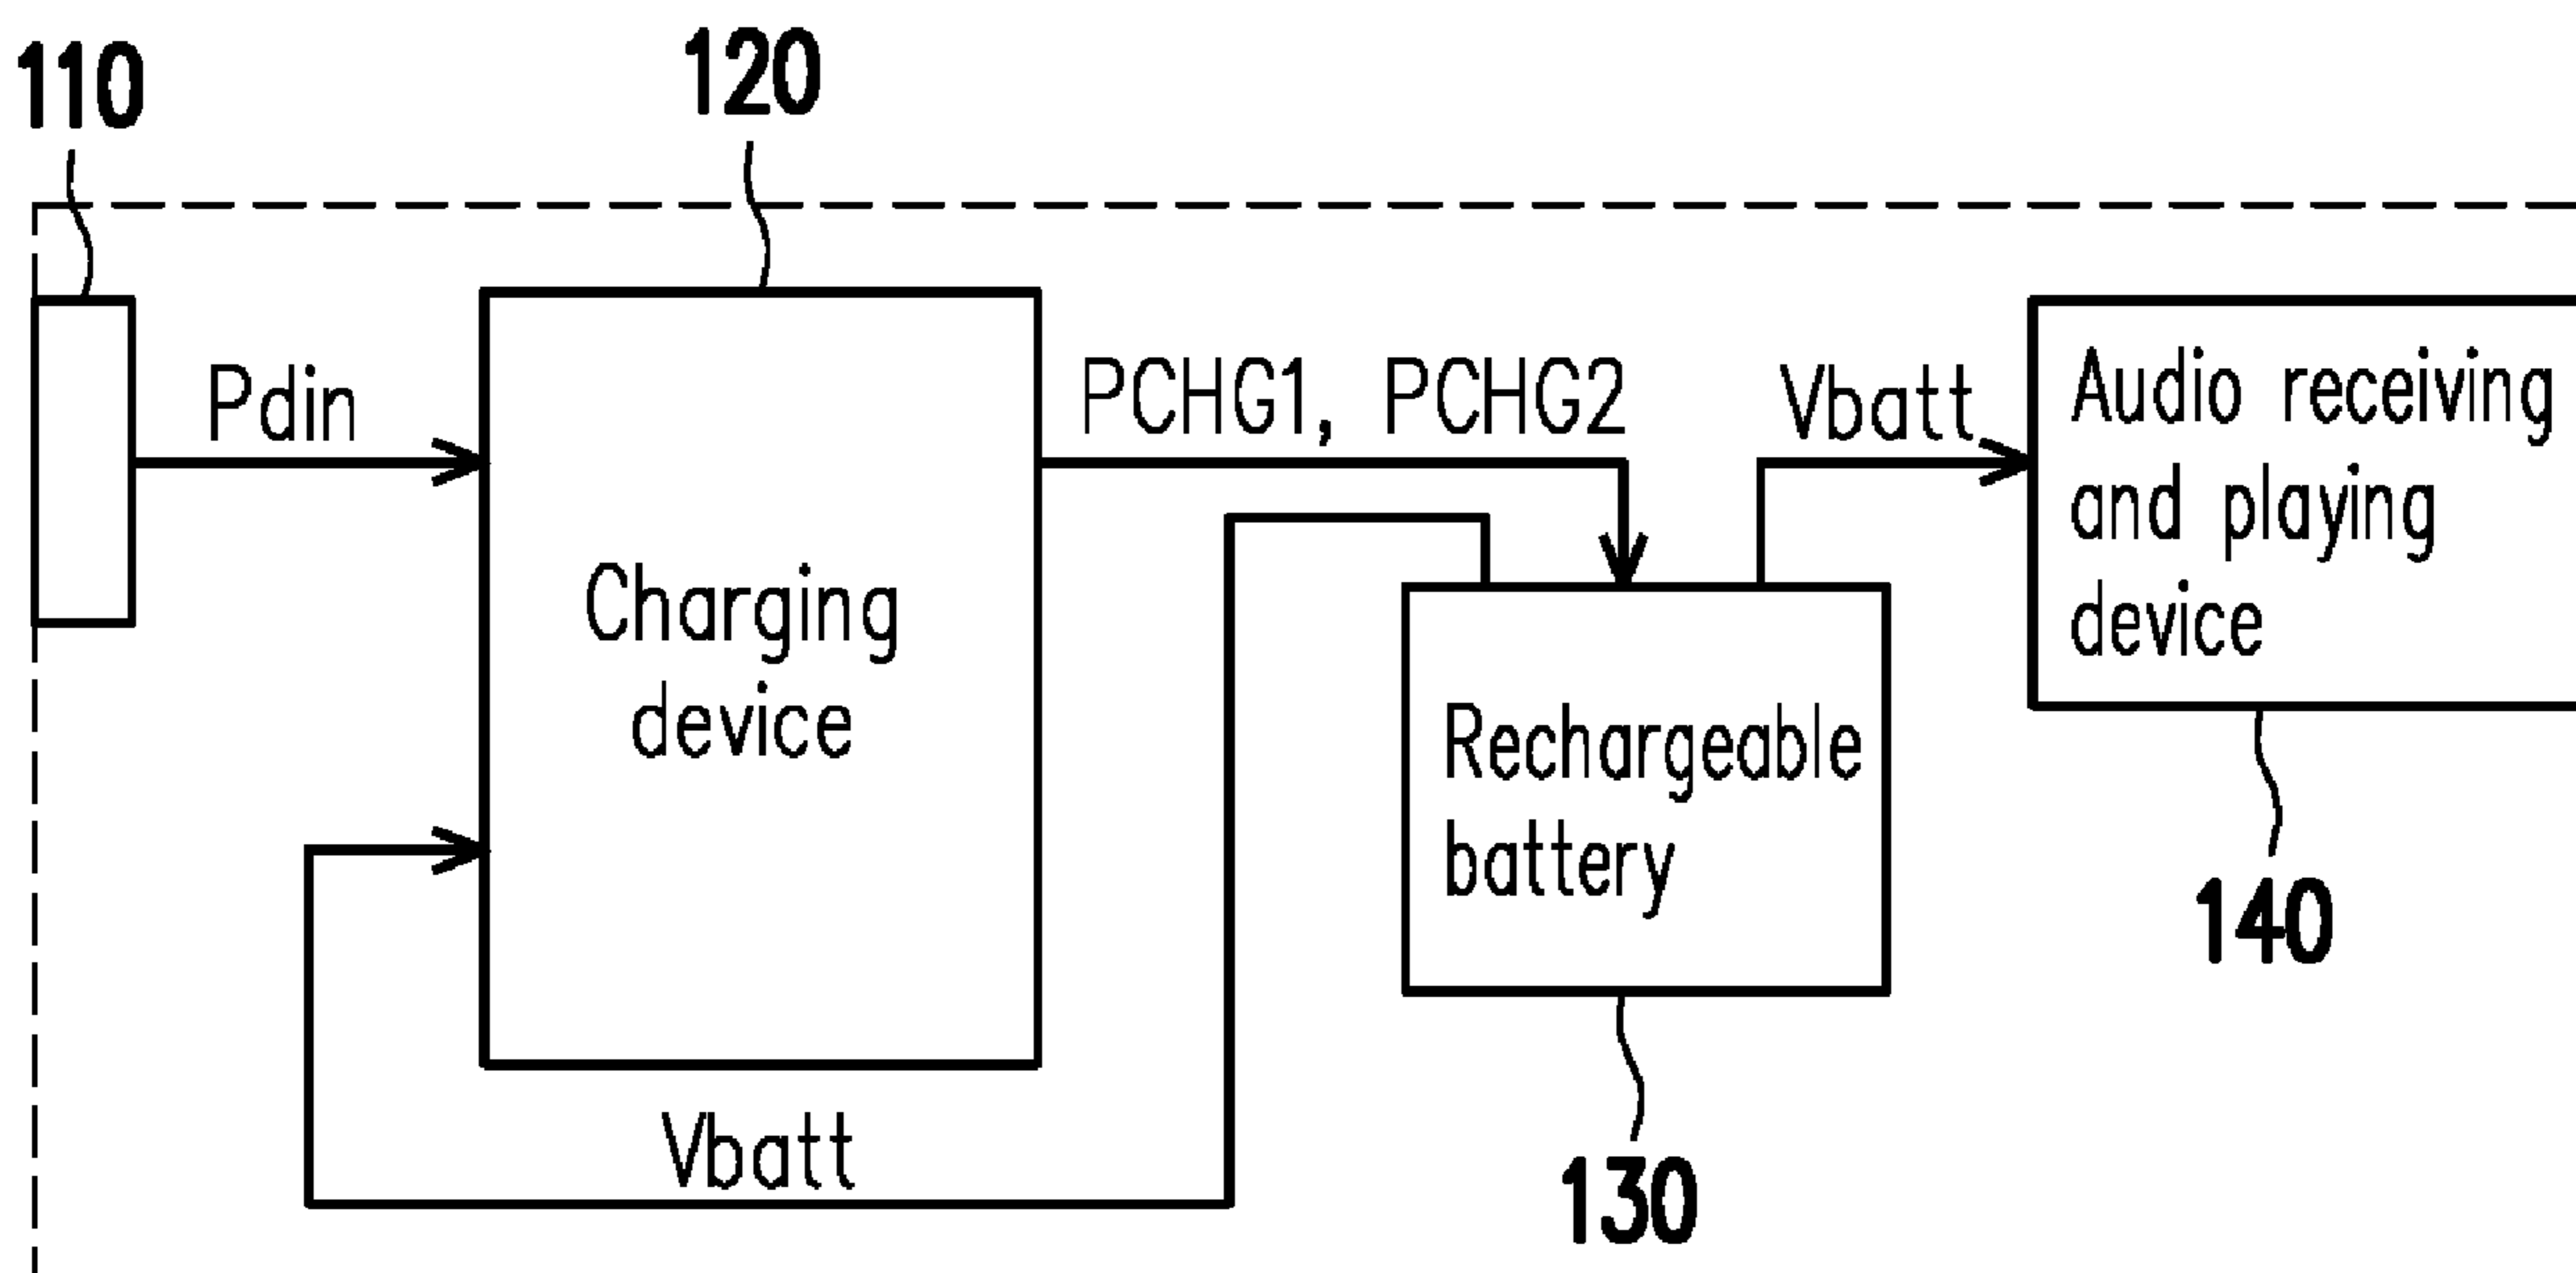 110
120
Pdin
PCHG1, PCHG2
Vbatt
Audio receiving
and playing
device
Charging
device
Rechargeable
battery
140
Vbatt
130